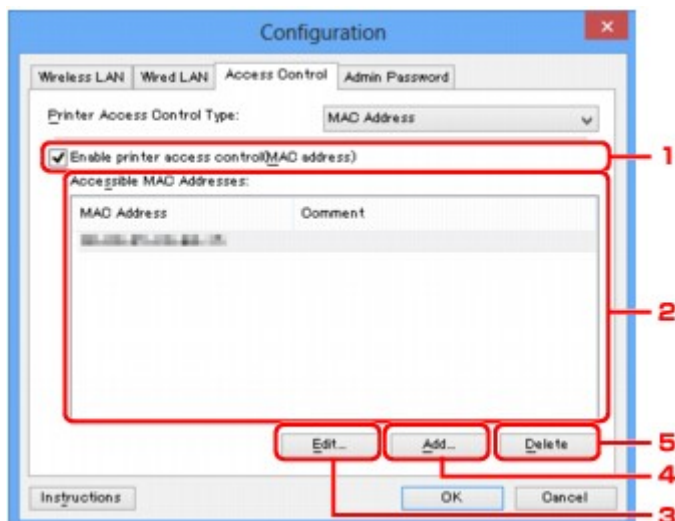 Configuration
Wireless LAN Wired LAN Access Control Admin Password
Printer Access Control Type: MAC Address
Enable printer access control(MAC address) 1
Accessible MAC Addresses:
MAC Address Comment
2
Edit... Add... Delete 5
4
Instructions OK Cancel
3